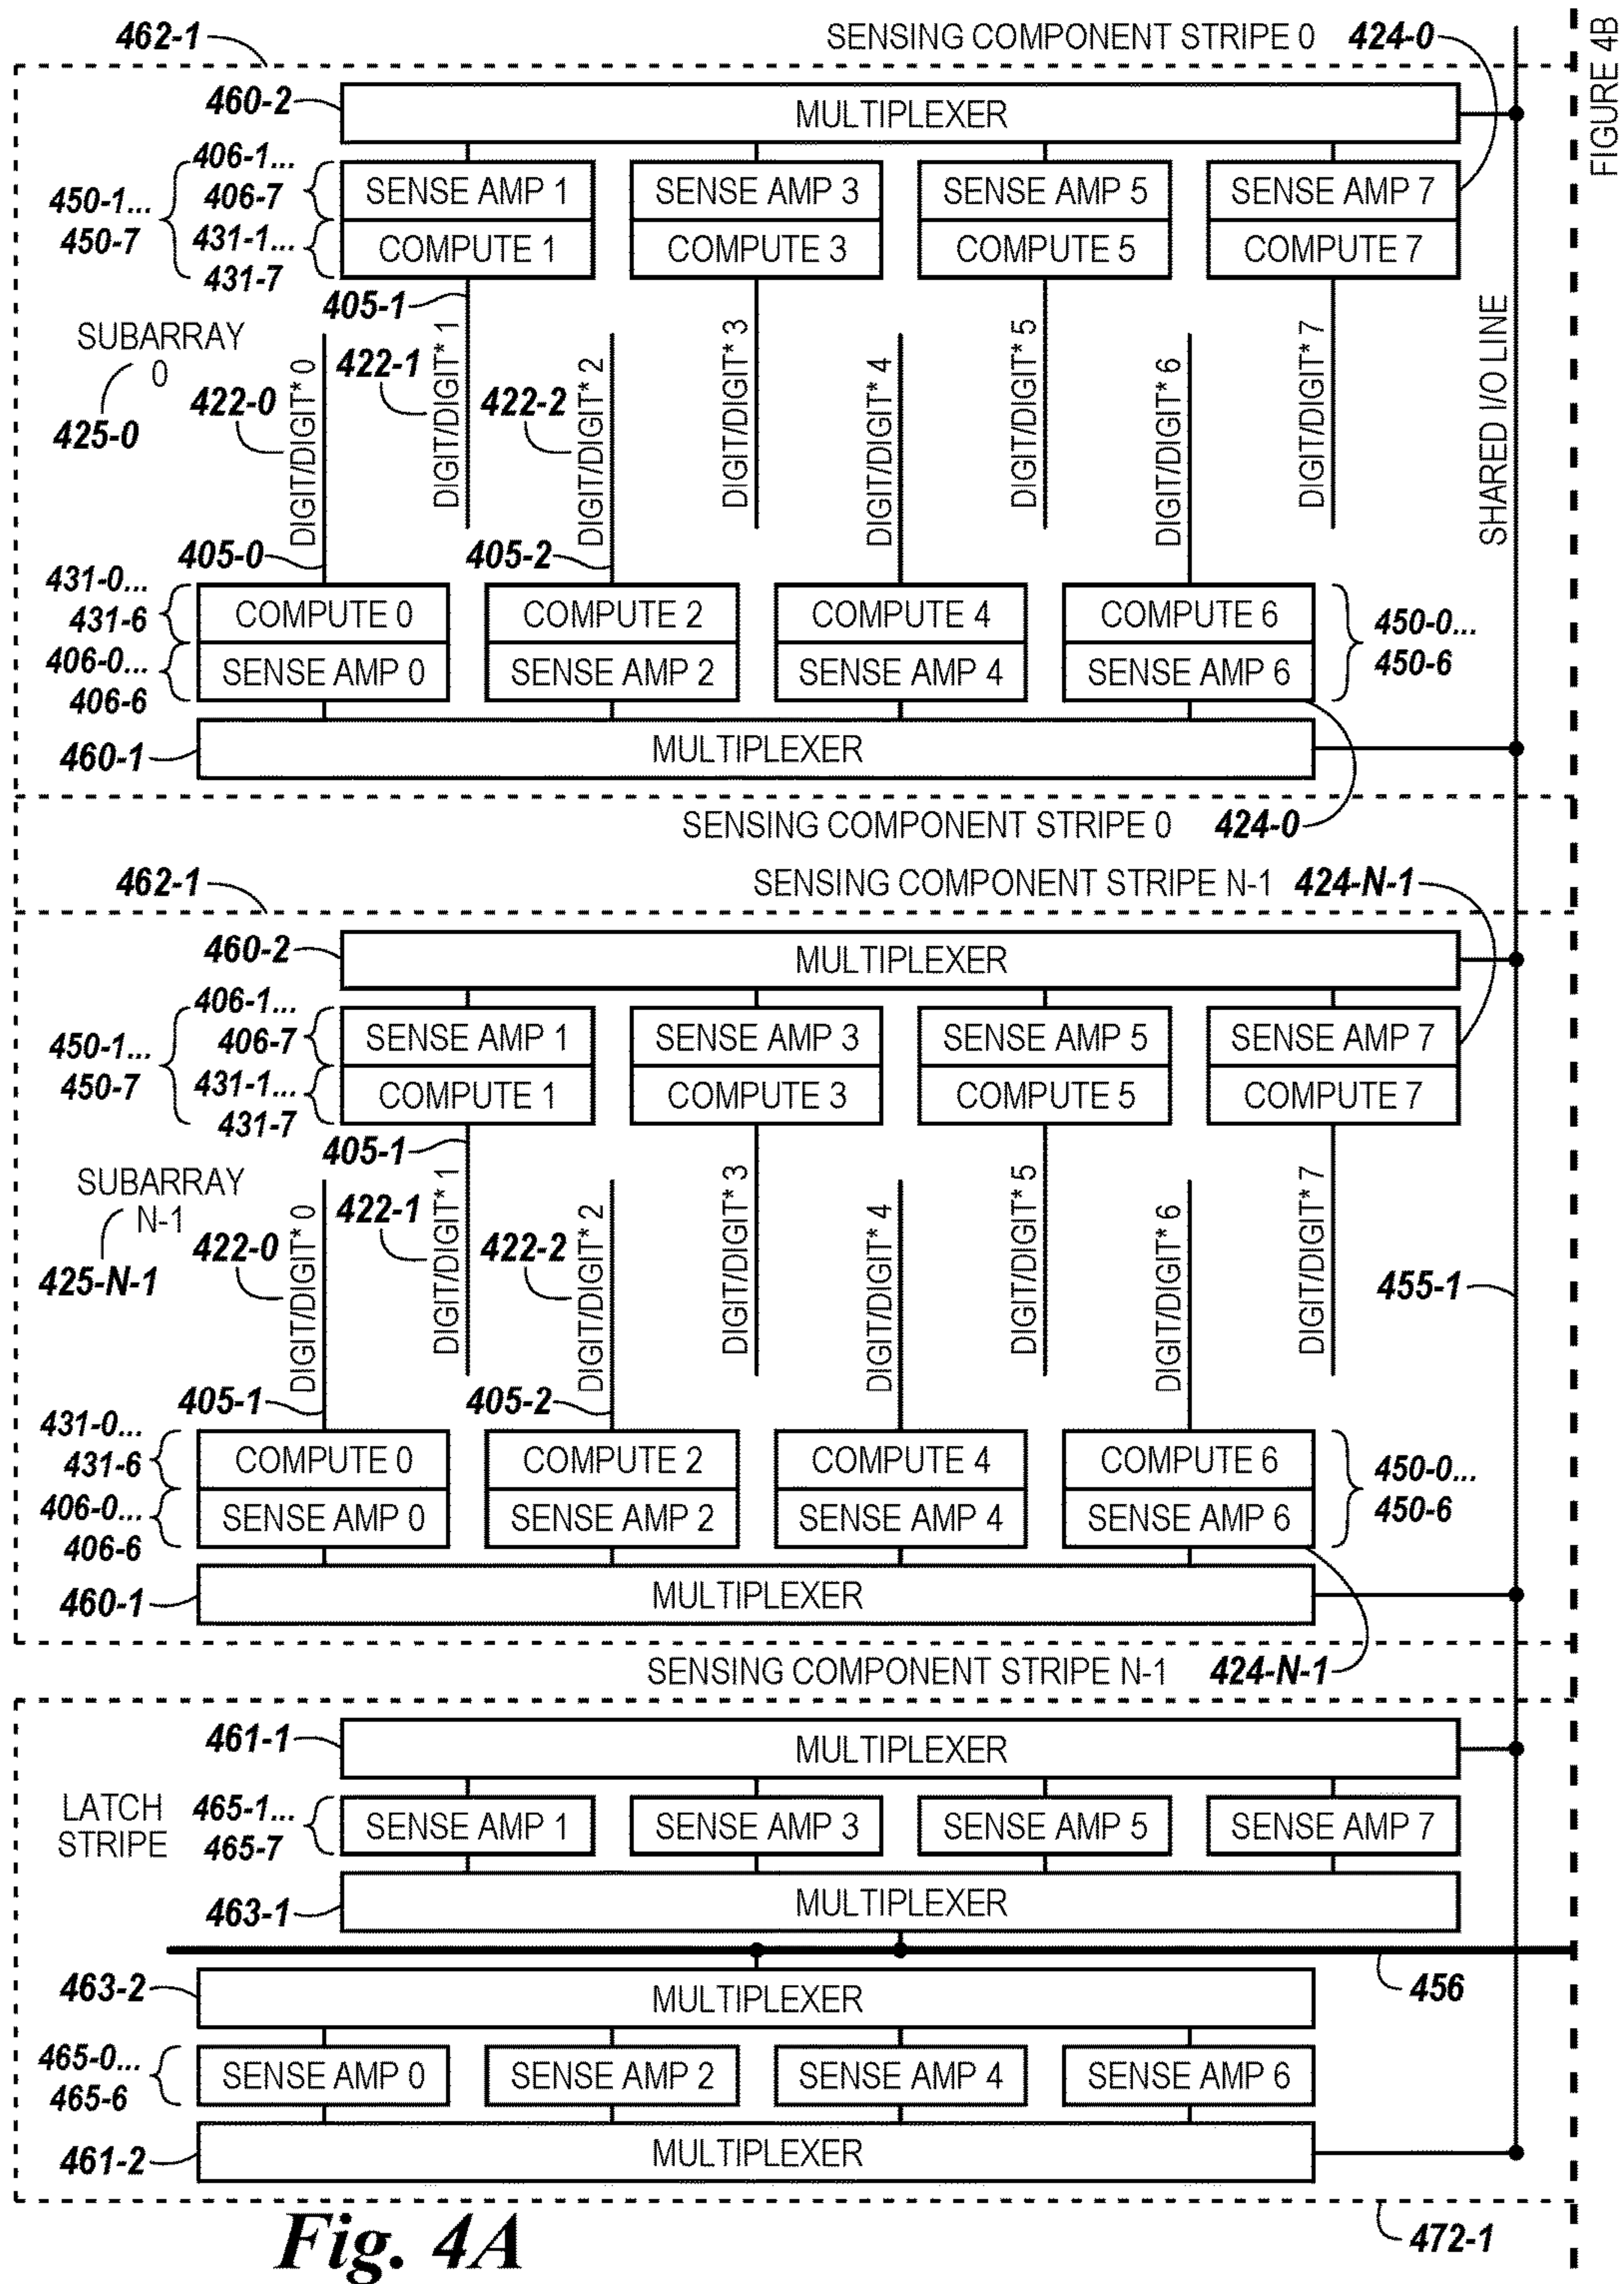 462-1 SENSING COMPONENT STRIPE 0 424-0
FIGURE 4B
460-2 MULTIPLEXER
406-1...
406-7
450-1...
450-7
431-1...
431-7
SENSE AMP 1 SENSE AMP 3 SENSE AMP 5 SENSE AMP 7
COMPUTE 1 COMPUTE 3 COMPUTE 5 COMPUTE 7
405-1
SUBARRAY
0
425-0
422-0
DIGIT/DIGIT* 0
422-1
DIGIT/DIGIT* 1
422-2
DIGIT/DIGIT* 2
DIGIT/DIGIT* 3
DIGIT/DIGIT* 4
DIGIT/DIGIT* 5
DIGIT/DIGIT* 6
DIGIT/DIGIT* 7
SHARED I/O LINE
405-0 405-2
431-0...
431-6
COMPUTE 0 COMPUTE 2 COMPUTE 4 COMPUTE 6
450-0...
450-6
406-0...
406-6
SENSE AMP 0 SENSE AMP 2 SENSE AMP 4 SENSE AMP 6
460-1 MULTIPLEXER
SENSING COMPONENT STRIPE 0 424-0
462-1 SENSING COMPONENT STRIPE N-1 424-N-1
460-2 MULTIPLEXER
406-1...
406-7
450-1...
450-7
431-1...
431-7
SENSE AMP 1 SENSE AMP 3 SENSE AMP 5 SENSE AMP 7
COMPUTE 1 COMPUTE 3 COMPUTE 5 COMPUTE 7
405-1
SUBARRAY
N-1
425-N-1
422-0
DIGIT/DIGIT* 0
422-1
DIGIT/DIGIT* 1
422-2
DIGIT/DIGIT* 2
DIGIT/DIGIT* 3
DIGIT/DIGIT* 4
DIGIT/DIGIT* 5
DIGIT/DIGIT* 6
DIGIT/DIGIT* 7
455-1
405-1 405-2
431-0...
431-6
COMPUTE 0 COMPUTE 2 COMPUTE 4 COMPUTE 6
450-0...
450-6
406-0...
406-6
SENSE AMP 0 SENSE AMP 2 SENSE AMP 4 SENSE AMP 6
460-1 MULTIPLEXER
SENSING COMPONENT STRIPE N-1 424-N-1
461-1 MULTIPLEXER
LATCH
STRIPE
465-1...
465-7
SENSE AMP 1 SENSE AMP 3 SENSE AMP 5 SENSE AMP 7
463-1 MULTIPLEXER
456
463-2 MULTIPLEXER
465-0...
465-6
SENSE AMP 0 SENSE AMP 2 SENSE AMP 4 SENSE AMP 6
461-2 MULTIPLEXER
472-1
Fig. 4A